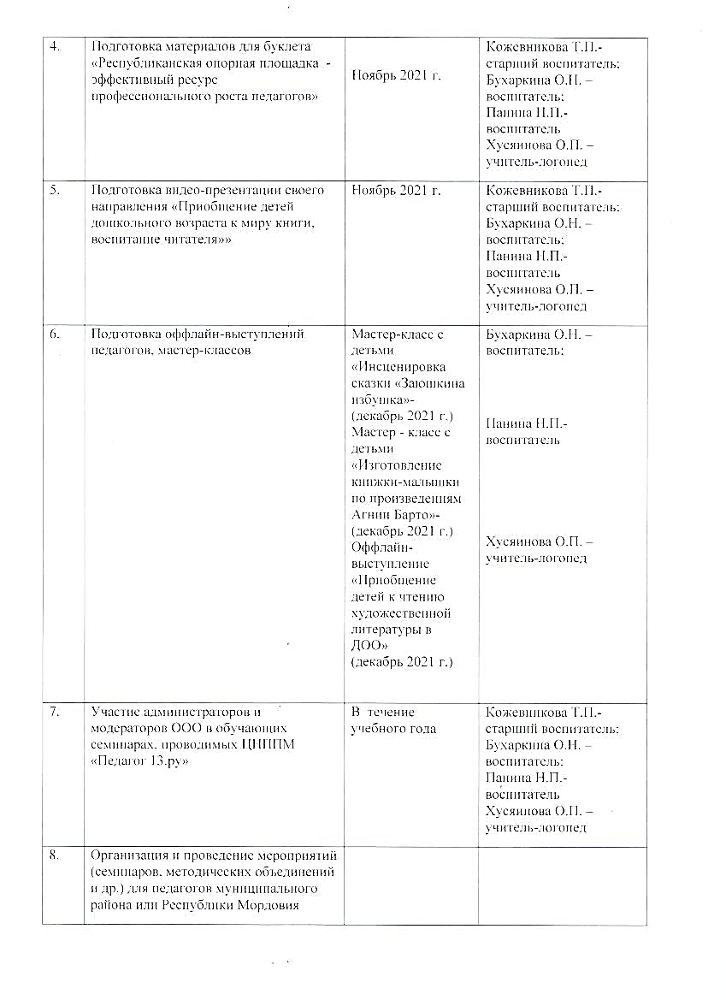 4.
Подготовка материалов для буклета
«Республиканская опорная площадка -
эффективный ресурс
профессионального роста педагогов»
Ноябрь 2021 г.
Кожевникова Т.П.-
старший воспитатель;
Бухаркина О.Н. –
воспитатель;
Панина Н.П.-
воспитатель
Хусяинова О.П. –
учитель-логопед
5.
Подготовка видео-презентации своего
направления «Приобщение детей
дошкольного возраста к миру книги,
воспитание читателя»»
Ноябрь 2021 г.
Кожевникова Т.П.-
старший воспитатель;
Бухаркина О.Н. –
воспитатель;
Панина Н.П.-
воспитатель
Хусяинова О.П. –
учитель-логопед
6.
Подготовка оффлайн-выступлений
педагогов, мастер-классов
Мастер-класс с
детьми
«Инсценировка
сказки «Заюшкина
избушка»-
(декабрь 2021 г.)
Мастер - класс с
детьми
«Изготовление
книжки-малышки
по произведениям
Агнии Барто»-
(декабрь 2021 г.)
Оффлайн-
выступление
«Приобщение
детей к чтению
художественной
литературы в
ДОО»
(декабрь 2021 г.)
Бухаркина О.Н. –
воспитатель;
Панина Н.П.-
воспитатель
Хусяинова О.П. –
учитель-логопед
7.
Участие администраторов и
модераторов ООО в обучающих
семинарах, проводимых ЦНППМ
«Педагог 13.ру»
В течение
учебного года
Кожевникова Т.П.-
старший воспитатель;
Бухаркина О.Н. –
воспитатель;
Панина Н.П.-
воспитатель
Хусяинова О.П. –
учитель-логопед
8.
Организация и проведение мероприятий
(семинаров, методических объединений
и др.) для педагогов муниципального
района или Республики Мордовия